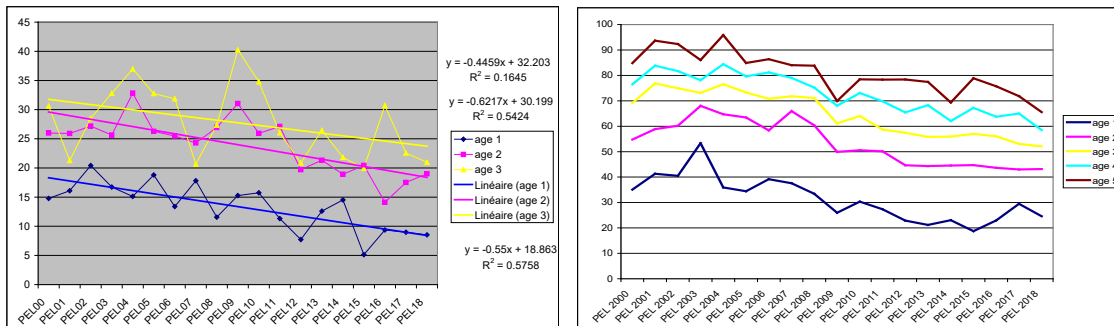 45
40
35
30
25
20
15
10
5
0
PEL00
PEL01
PEL02
PEL03
PEL04
PEL05
PEL06
PEL07
PEL08
PEL09
PEL10
PEL11
PEL12
PEL13
PEL14
PEL15
PEL16
PEL17
PEL18
y = -0.4459x + 32.203
R² = 0.1645
y = -0.6217x + 30.199
R² = 0.5424
age 1
age 2
age 3
Linéaire (age 1)
Linéaire (age 2)
Linéaire (age 3)
y = -0.55x + 18.863
R² = 0.5758
100
90
80
70
60
50
40
30
20
10
0
PEL 2000
PEL 2001
PEL 2002
PEL 2003
PEL 2004
PEL 2005
PEL 2006
PEL 2007
PEL 2008
PEL 2009
PEL 2010
PEL 2011
PEL 2012
PEL 2013
PEL 2014
PEL 2015
PEL 2016
PEL 2017
PEL 2018
age
age
age
age
age